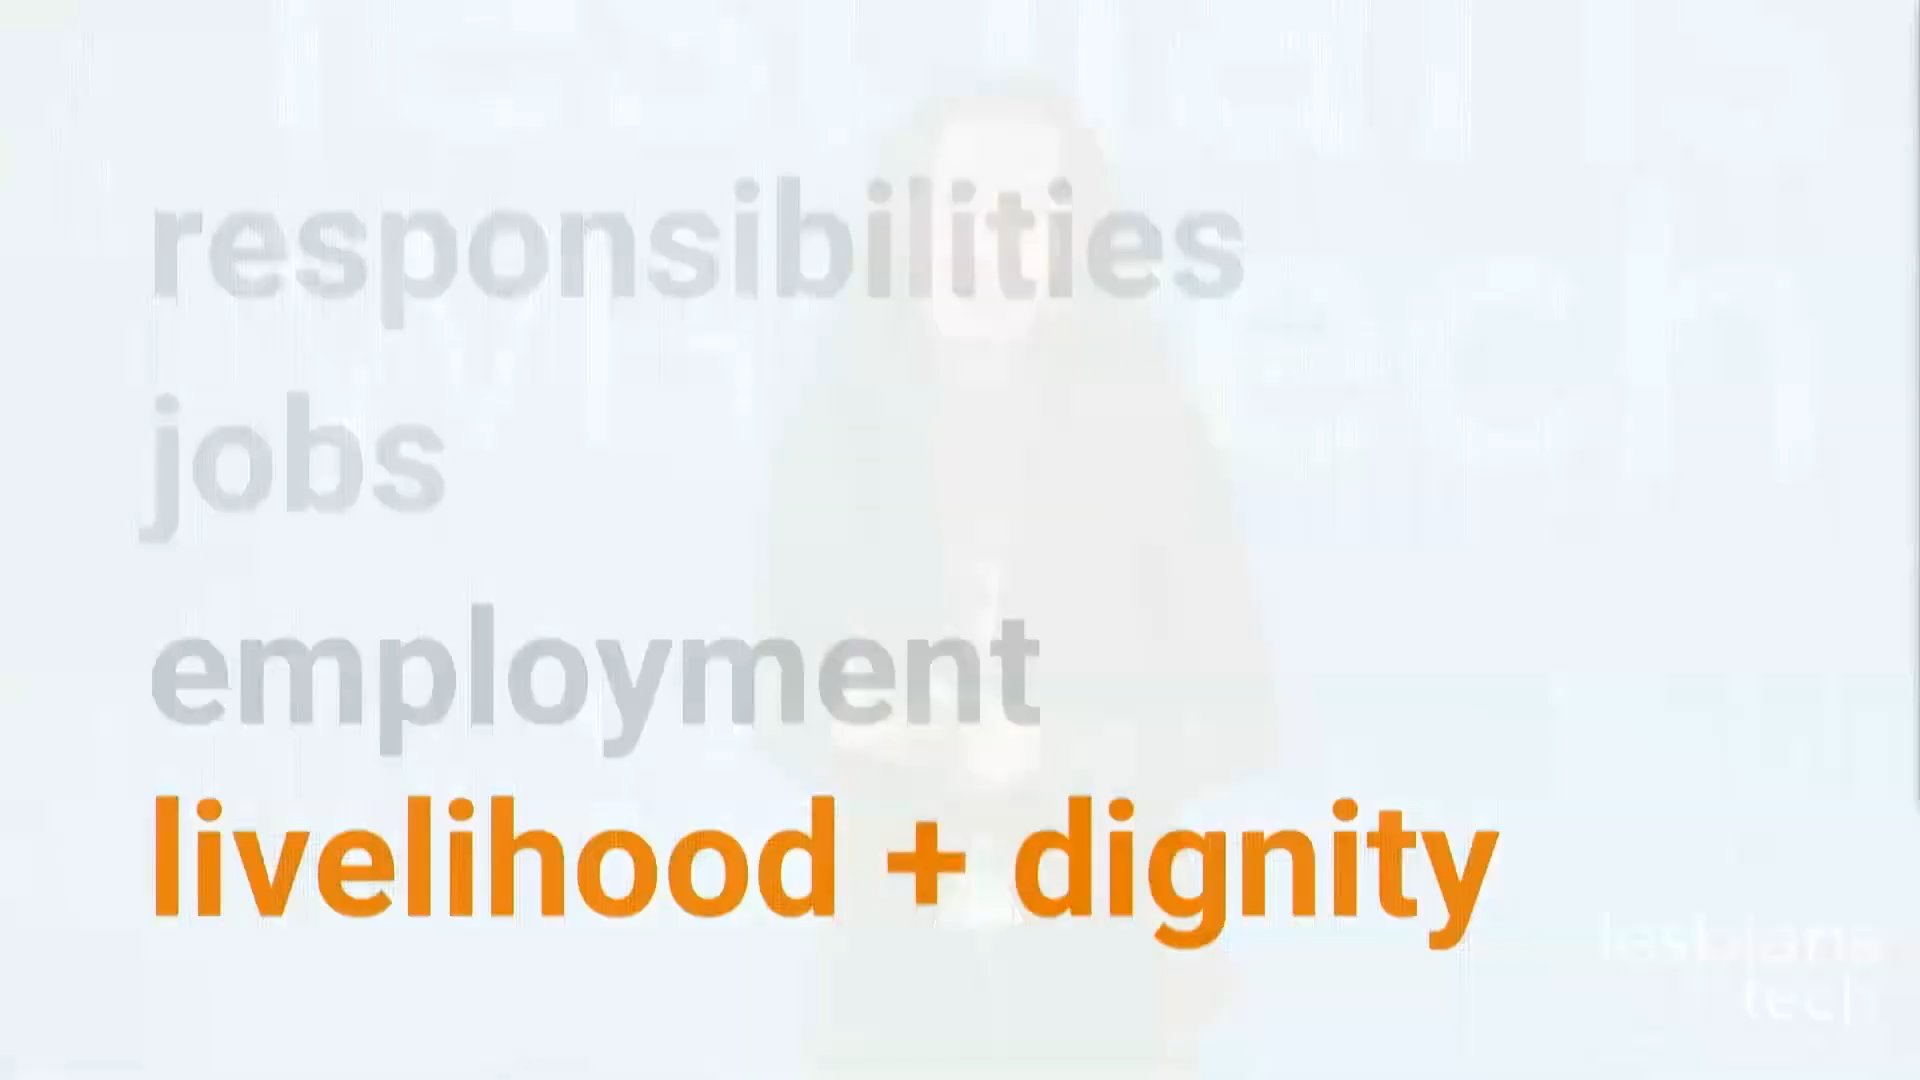 responsibilities
jobs
employment
livelihood + dignity
lesbians
tech